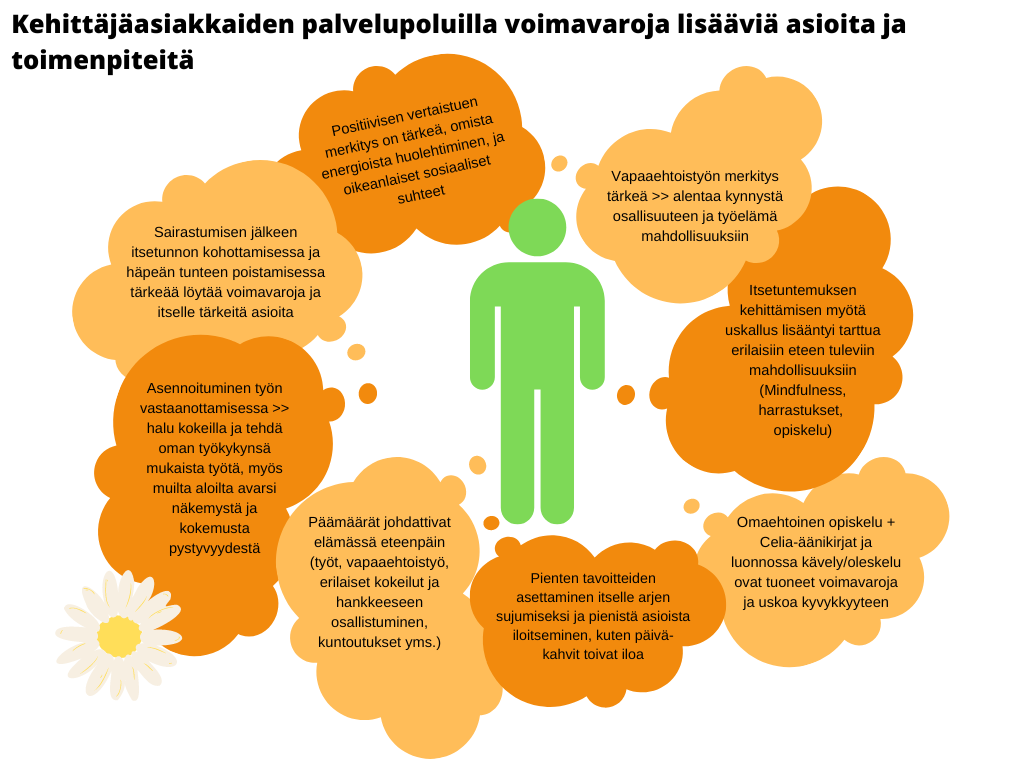 Kehittäjäasiakkaiden palvelupoluilla voimavaroja lisääviä asioita ja
toimenpiteitä
Positiivisen vertaistuen
merkitys on tärkeä, omista
energioista huolehtiminen, ja
oikeanlaiset sosiaaliset
suhteet
Vapaaehtoistyön merkitys
tärkeä >> alentaa kynnystä
osallisuuteen ja työelämä
mahdollisuuksiin
Sairastumisen jälkeen
itsetunnon kohottamisessa ja
häpeän tunteen poistamisessa
tärkeää löytää voimavaroja ja
itselle tärkeitä asioita
Itsetuntemuksen
kehittämisen myötä
uskallus lisääntyi tarttua
erilaisiin eteen tuleviin
mahdollisuuksiin
(Mindfulness,
harrastukset,
opiskelu)
Asennoituminen työn
vastaanottamisessa >>
halu kokeilla ja tehdä
oman työkykynsä
mukaista työtä, myös
muilta aloilta avarsi
näkemystä ja
kokemusta
pystyvyydestä
Päämäärät johdattivat
elämässä eteenpäin
(työt, vapaaehtoistyö,
erilaiset kokeilut ja
hankkeeseen
osallistuminen,
kuntoutukset yms.)
Pienten tavoitteiden
asettaminen itselle arjen
sujumiseksi ja pienistä asioista
iloitseminen, kuten päivä-
kahvit toivat iloa
Omaehtoinen opiskelu +
Celia-äänikirjat ja
luonnossa kävely/oleskelu
ovat tuoneet voimavaroja
ja uskoa kyvykkyyteen